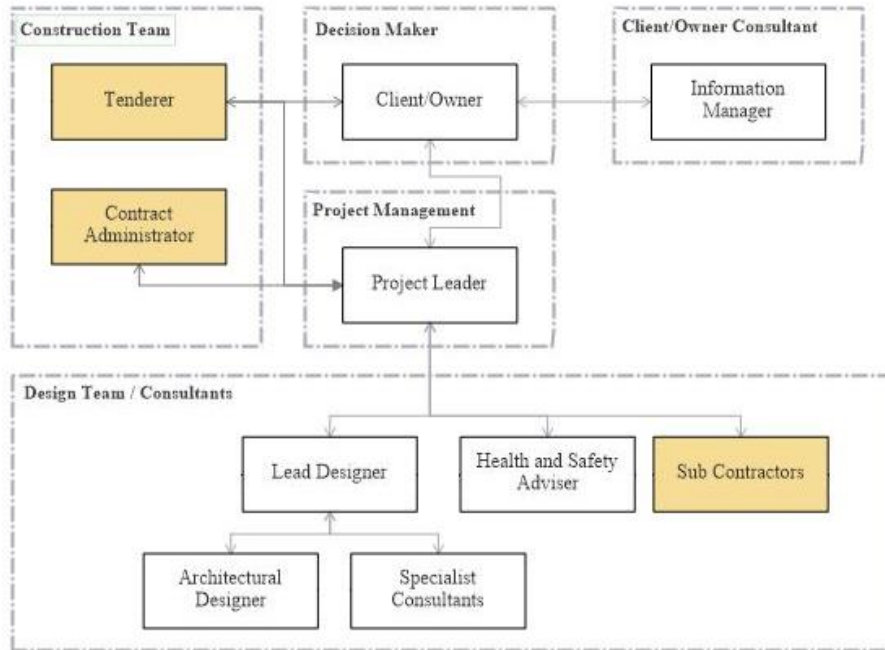 Construction Team
Decision Maker
Client/Owner Consultant
Tenderer
Client/Owner
Information
Manager
Contract
Administrator
Project Management
Project Leader
Design Team / Consultants
Lead Designer
Health and Safety
Adviser
Sub Contractors
Architectural
Designer
Specialist
Consultants